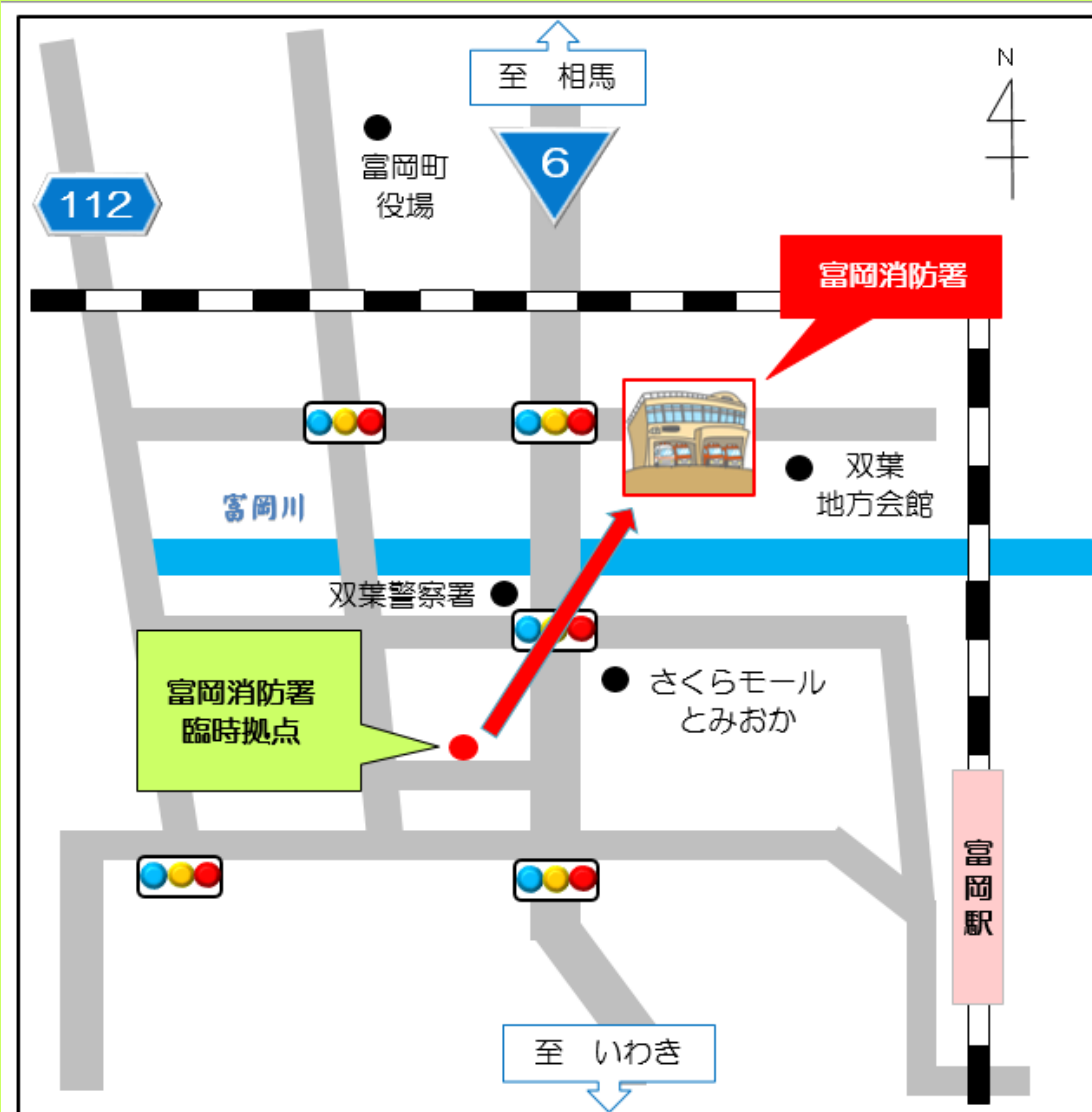 至 相馬
N
6
富岡町
役場
112
富岡消防署
双葉
地方会館
富岡川
双葉警察署
さくらモール
とみおか
富岡消防署
臨時拠点
富岡駅
至 いわき